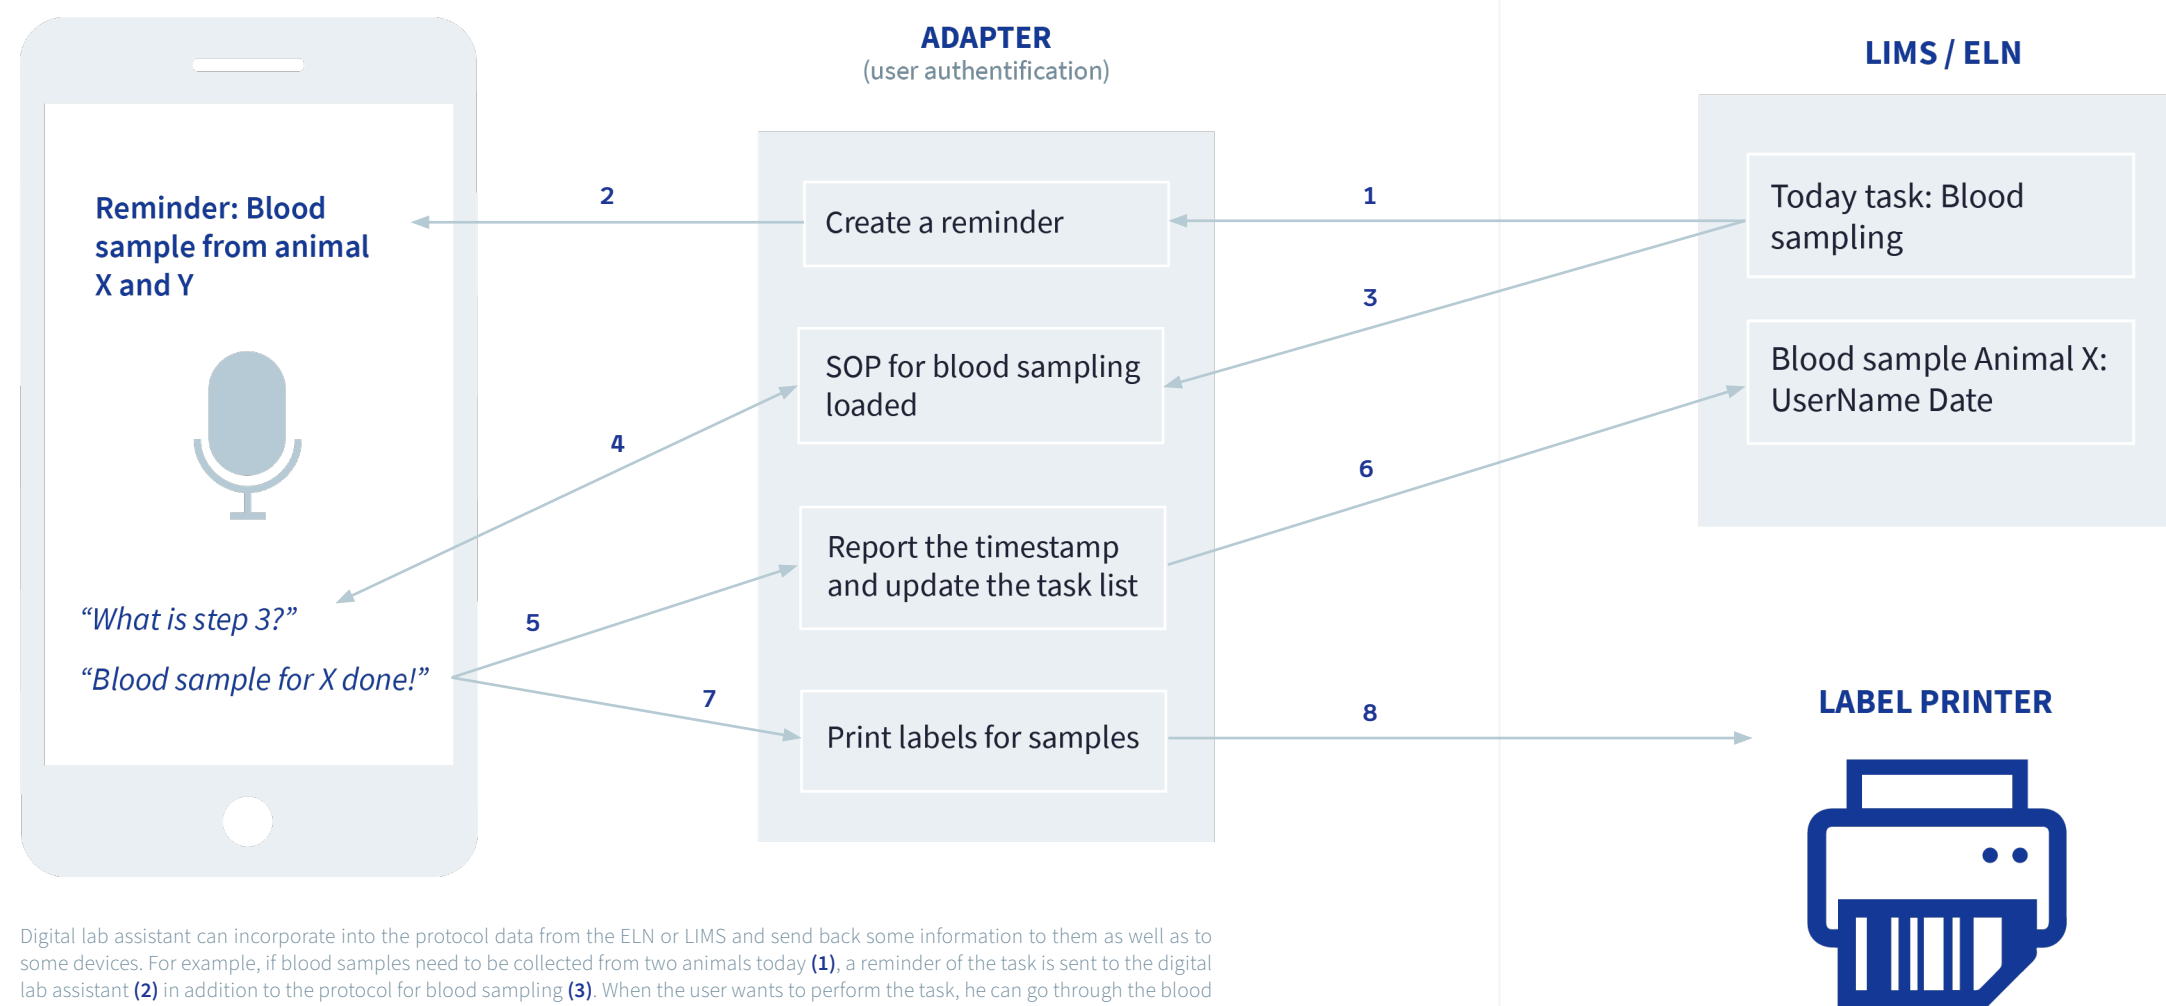 ADAPTER
(user authentification)
LIMS / ELN
Reminder: Blood
sample from animal
X and Y
2
Create a reminder
1
Today task: Blood
sampling
3
SOP for blood sampling
loaded
Blood sample Animal X:
UserName Date
4
6
Report the timestamp
and update the task list
“What is step 3?”
5
“Blood sample for X done!”
7
Print labels for samples
8
LABEL PRINTER
Digital lab assistant can incorporate into the protocol data from the ELN or LIMS and send back some information to them as well as to
some devices. For example, if blood samples need to be collected from two animals today (1), a reminder of the task is sent to the digital
lab assistant (2) in addition to the protocol for blood sampling (3). When the user wants to perform the task, he can go through the blood